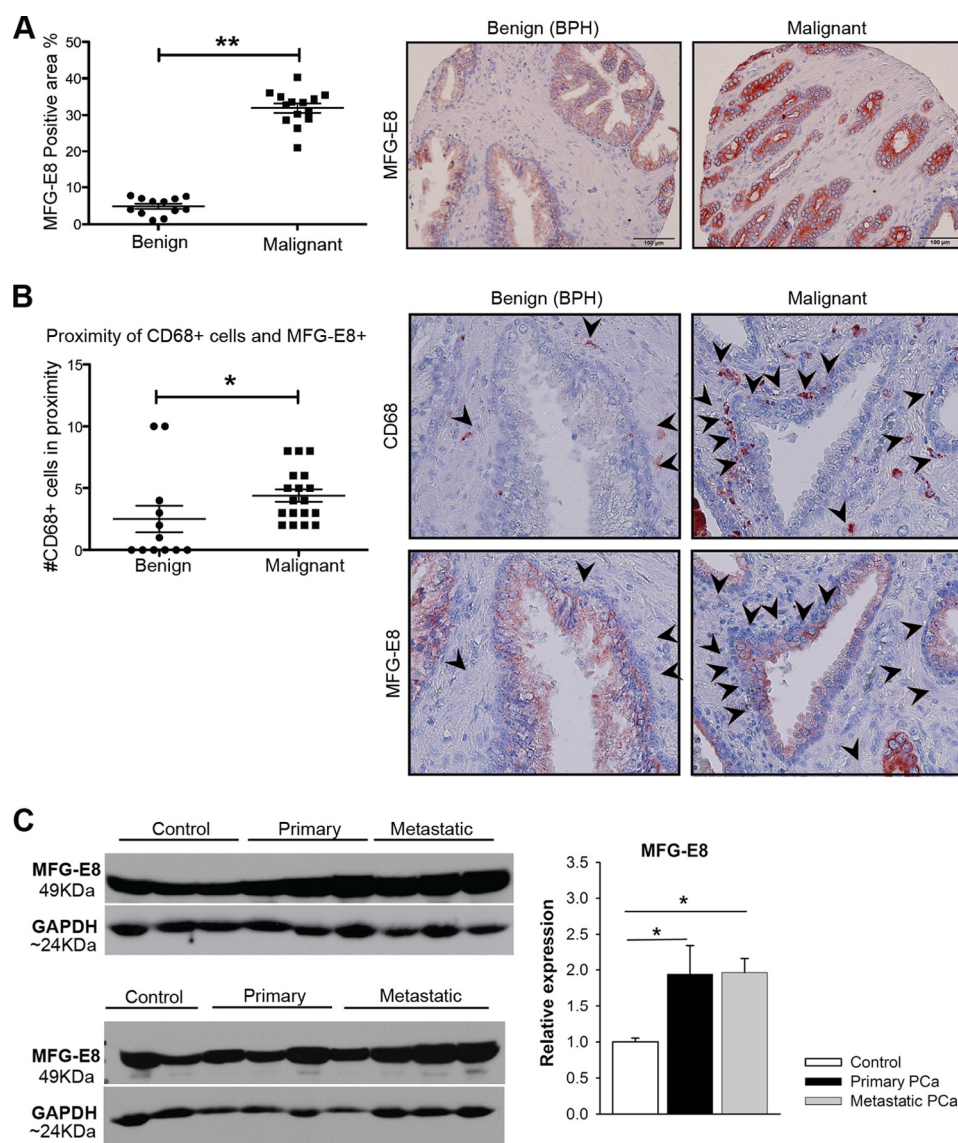 A
MFG-E8 Positive area %
50
40
30
20
10
0
**
Benign
Malignant
Benign (BPH)
Malignant
MFG-E8
100 µm
100 µm
B
Proximity of CD68+ cells and MFG-E8+
#CD68+ cells in proximity
15
10
5
0
*
Benign
Malignant
Benign (BPH)
Malignant
CD68
MFG-E8
C
Control
Primary
Metastatic
MFG-E8
49KDa
GAPDH
~24KDa
Control
Primary
Metastatic
MFG-E8
49KDa
GAPDH
~24KDa
MFG-E8
Relative expression
3.5
3.0
2.5
2.0
1.5
1.0
0.5
0.0
*
*
Control
Primary PCa
Metastatic PCa